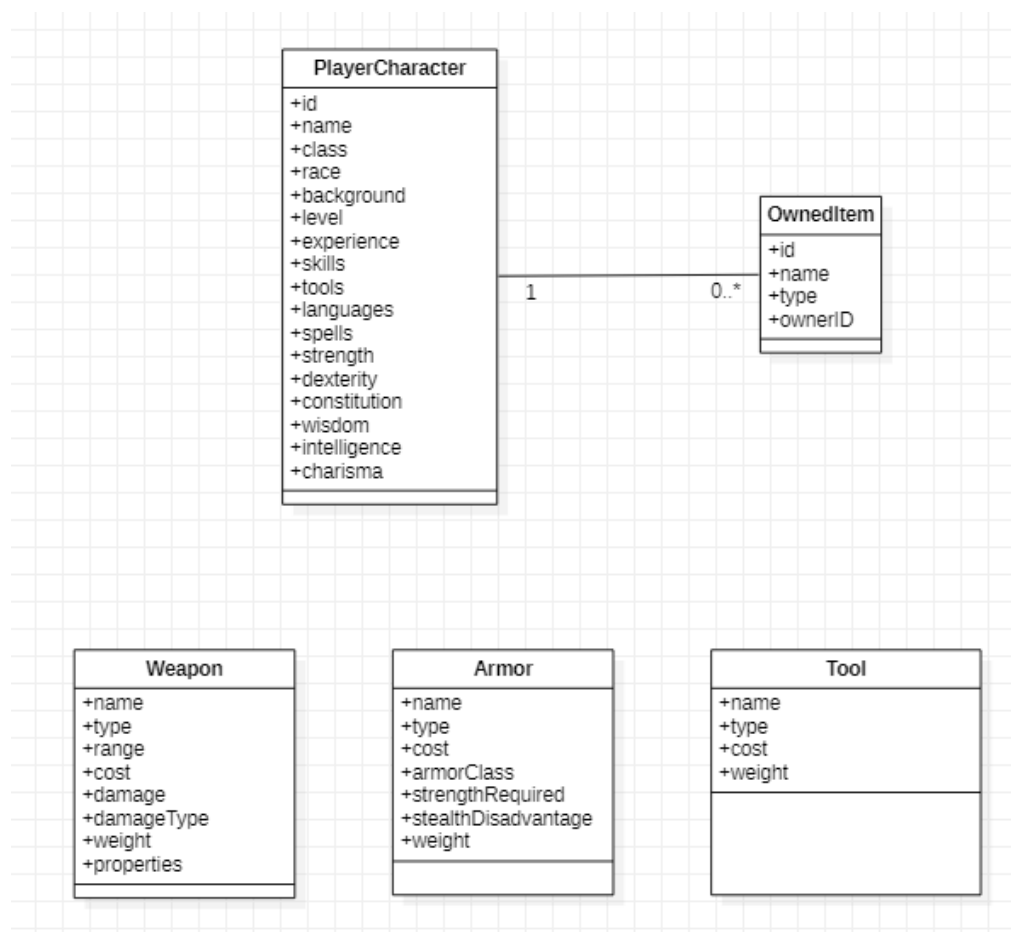 PlayerCharacter
+id
+name
+class
+race
+background
+level
+experience
+skills
+tools
+languages
+spells
+strength
+dexterity
+constitution
+wisdom
+intelligence
+charisma
1
0..*
OwnedItem
+id
+name
+type
+ownerID
Weapon
+name
+type
+range
+cost
+damage
+damageType
+weight
+properties
Armor
+name
+type
+cost
+armorClass
+strengthRequired
+stealthDisadvantage
+weight
Tool
+name
+type
+cost
+weight